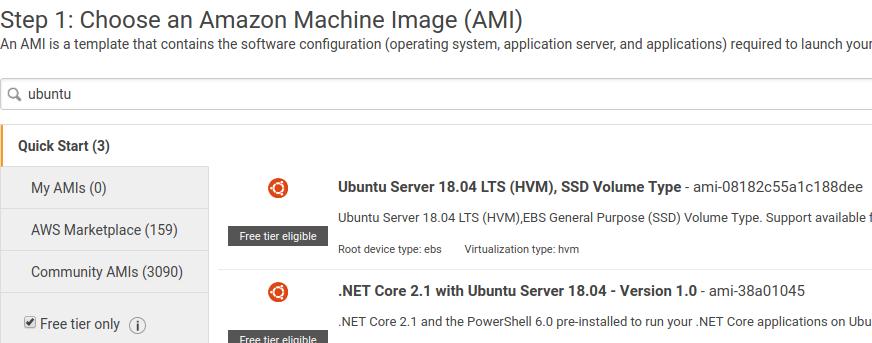 Step 1: Choose an Amazon Machine Image (AMI)
An AMI is a template that contains the software configuration (operating system, application server, and applications) required to launch your
ubuntu
Quick Start (3)
My AMIs (0)
AWS Marketplace (159)
Community AMIs (3090)
Free tier only i
Ubuntu Server 18.04 LTS (HVM), SSD Volume Type - ami-08182c55a1c188dee
Free tier eligible
Ubuntu Server 18.04 LTS (HVM),EBS General Purpose (SSD) Volume Type. Support available f
Root device type: ebs Virtualization type: hvm
.NET Core 2.1 with Ubuntu Server 18.04 - Version 1.0 - ami-38a01045
Free tier eligible
.NET Core 2.1 and the PowerShell 6.0 pre-installed to run your .NET Core applications on Ubu